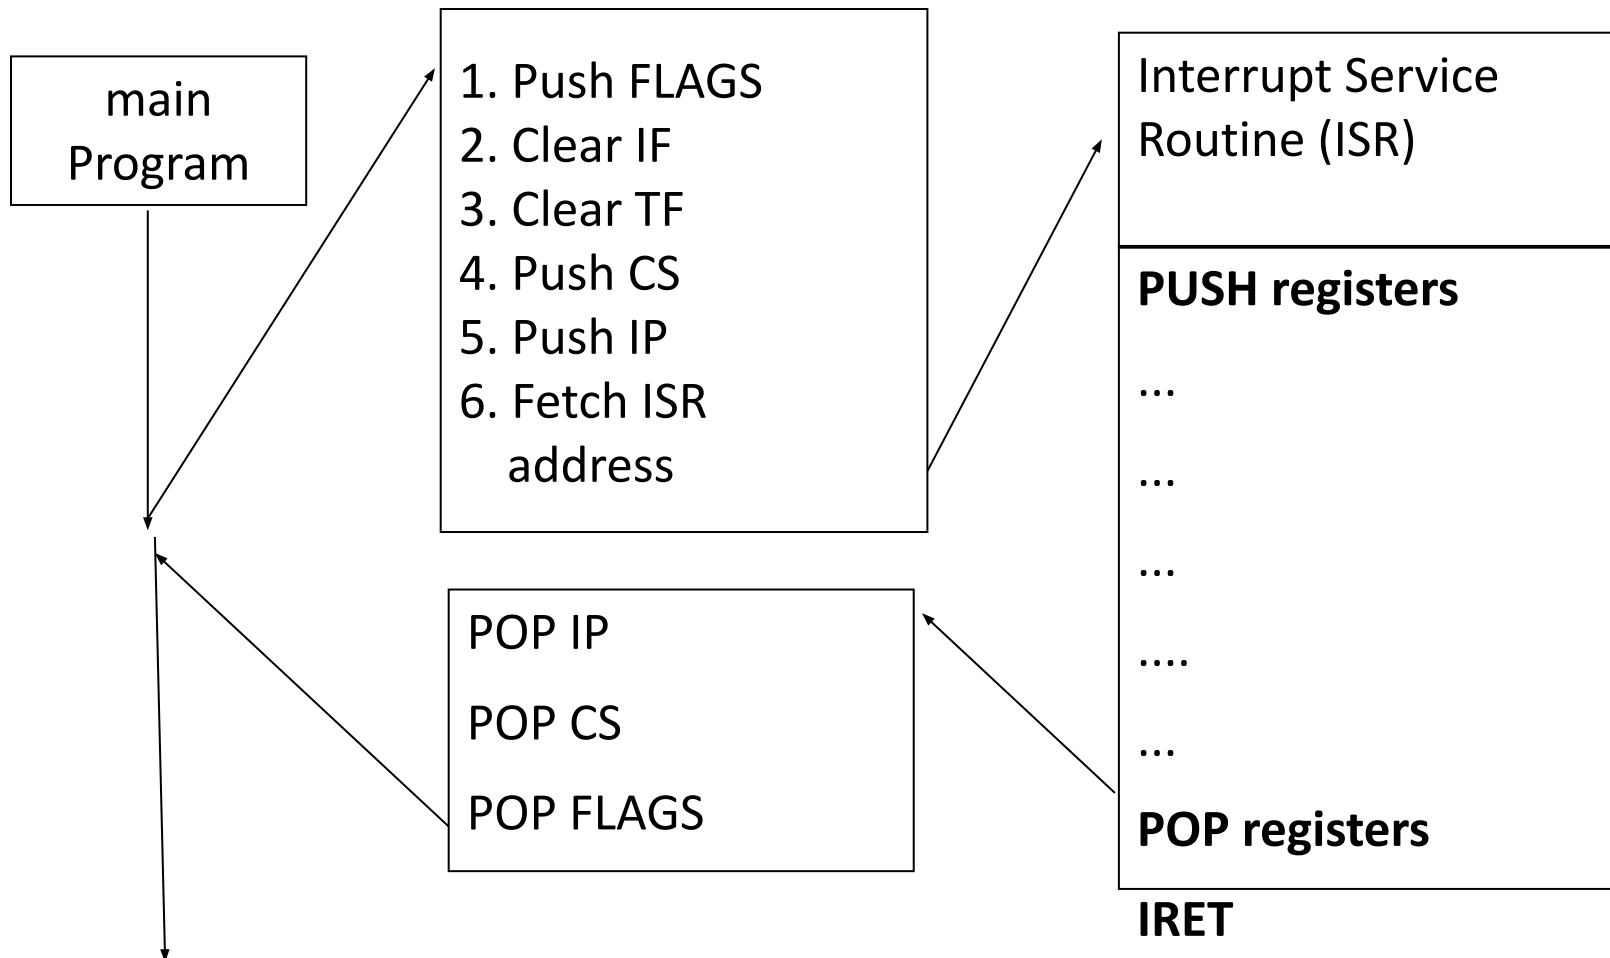 main
Program
1. Push FLAGS
2. Clear IF
3. Clear TF
4. Push CS
5. Push IP
6. Fetch ISR
address
Interrupt Service
Routine (ISR)
PUSH registers
...
...
...
....
...
POP registers
IRET
POP IP
POP CS
POP FLAGS